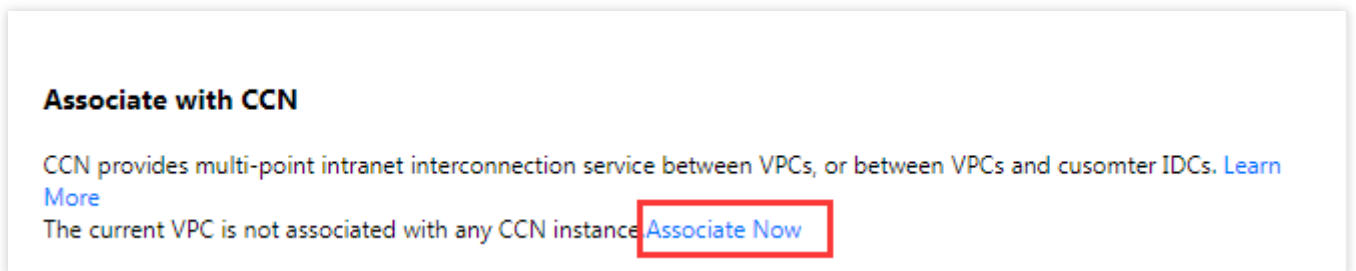 Associate with CCN
CCN provides multi-point intranet interconnection service between VPCs, or between VPCs and cusomter IDCs. Learn
More
The current VPC is not associated with any CCN instance Associate Now